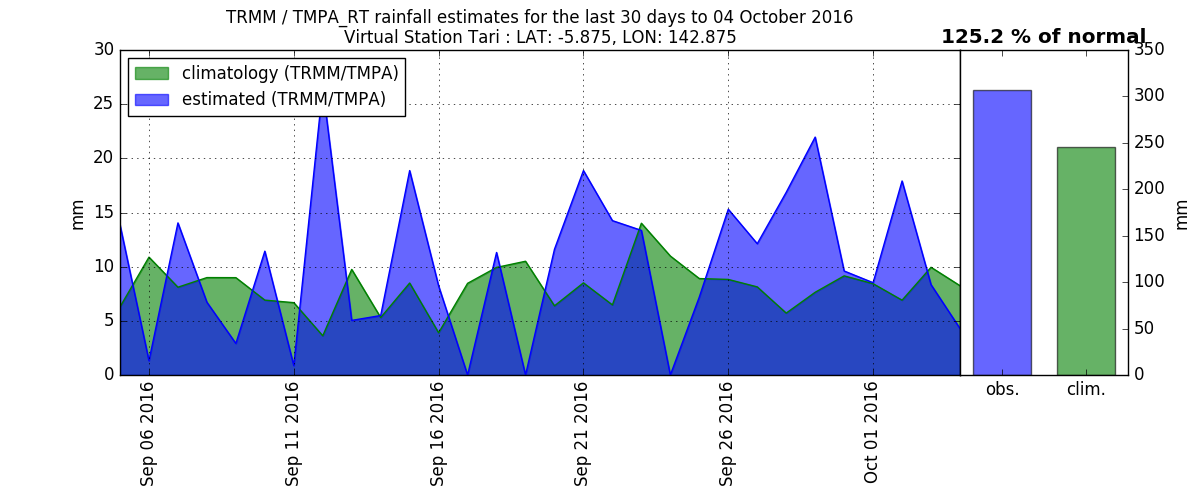 TRMM / TMPA_RT rainfall estimates for the last 30 days to 04 October 2016
Virtual Station Tari : LAT: -5.875, LON: 142.875
125.2 % of normal
climatology (TRMM/TMPA)
estimated (TRMM/TMPA)
30
25
20
15
10
5
0
mm
Sep 06 2016
Sep 11 2016
Sep 16 2016
Sep 21 2016
Sep 26 2016
Oct 01 2016
obs.
clim.
350
300
250
200
150
100
50
0
mm